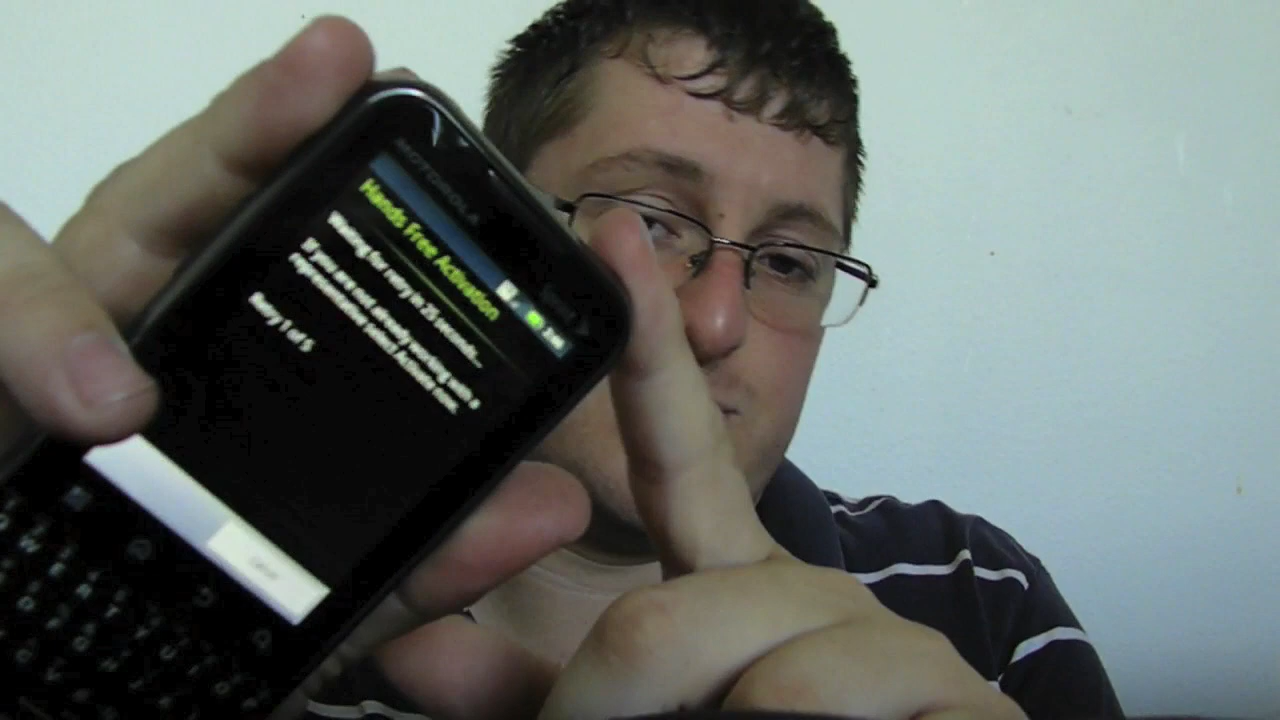 MOTOROLA
Hands Free Activation
Waiting for retry in 25 seconds...
If you are not already working with a
representative select Activate now.
Retry 1 of 5
Cancel